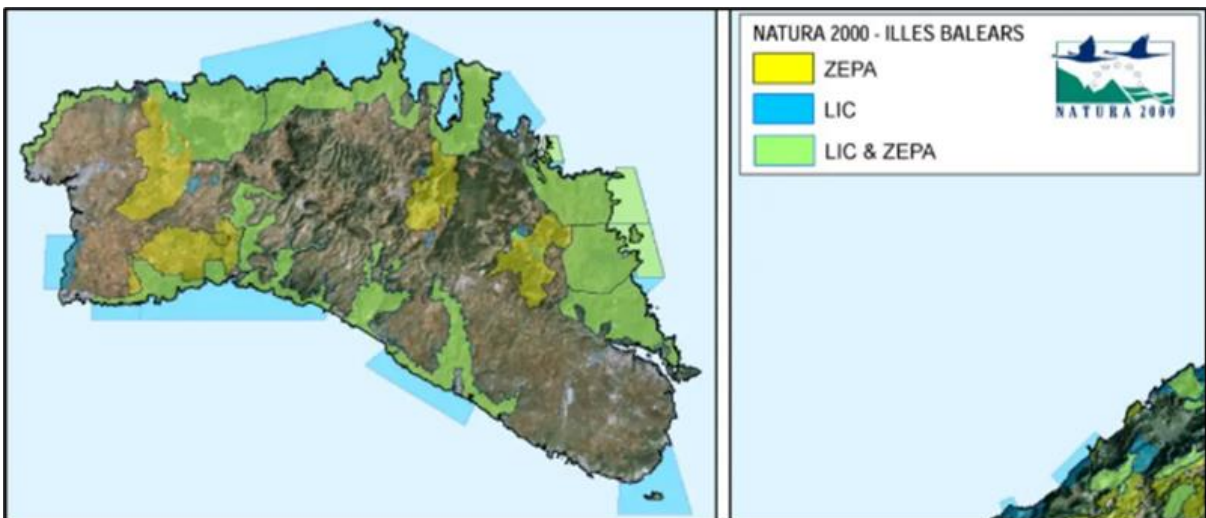 NATURA 2000 - ILLES BALEARS
ZEPA
LIC
LIC & ZEPA
NATURA 2000